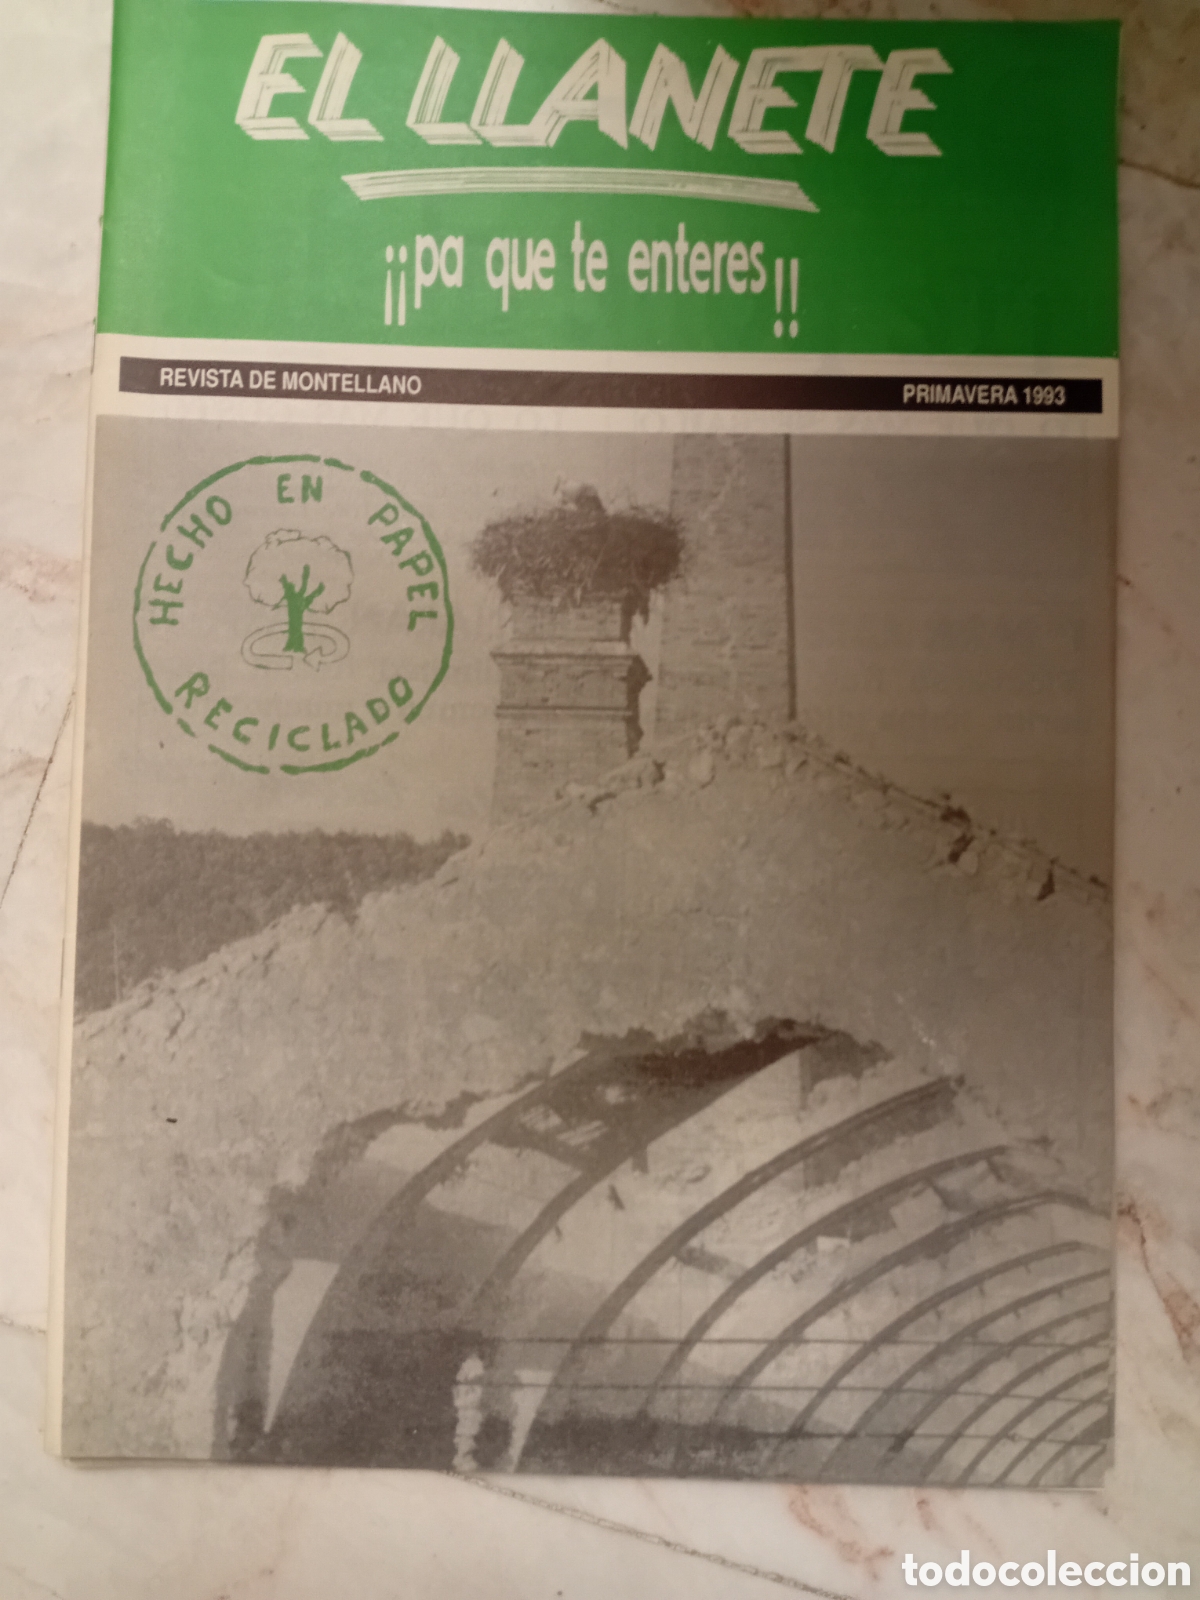 EL LLANETE
¡¡pa que te enteres!!
REVISTA DE MONTELLANO
PRIMAVERA 1993
HECHO EN PAPEL
RECICLADO
todocoleccion